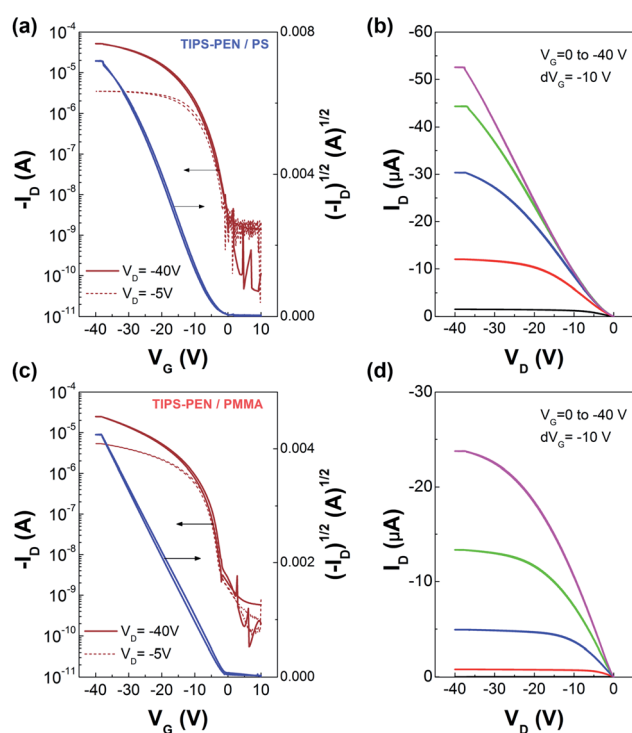 (a)
TIPS-PEN / PS
10⁻⁴
10⁻⁵
10⁻⁶
10⁻⁷
10⁻⁸
10⁻⁹
10⁻¹⁰
10⁻¹¹
-I_D (A)
0.008
0.004
0.000
(-I_D)^1/2 (A)^1/2
V_D= -40V
V_D= -5V
-40 -30 -20 -10 0 10
V_G (V)
(b)
V_G=0 to -40 V
dV_G= -10 V
-60
-50
-40
-30
-20
-10
0
I_D (µA)
-40 -30 -20 -10 0
V_D (V)
(c)
TIPS-PEN / PMMA
10⁻⁴
10⁻⁵
10⁻⁶
10⁻⁷
10⁻⁸
10⁻⁹
10⁻¹⁰
10⁻¹¹
-I_D (A)
0.004
0.002
0.000
(-I_D)^1/2 (A)^1/2
V_D= -40V
V_D= -5V
-40 -30 -20 -10 0 10
V_G (V)
(d)
V_G=0 to -40 V
dV_G= -10 V
-30
-20
-10
0
I_D (µA)
-40 -30 -20 -10 0
V_D (V)